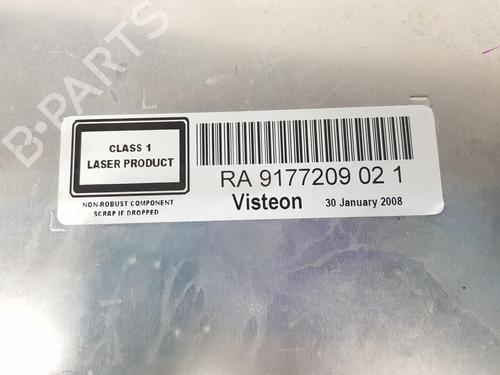 B-PARTS
CLASS 1
LASER PRODUCT
NON-ROBUST COMPONENT
SCRAP IF DROPPED
RA 9177209 02 1
Visteon 30 January 2008